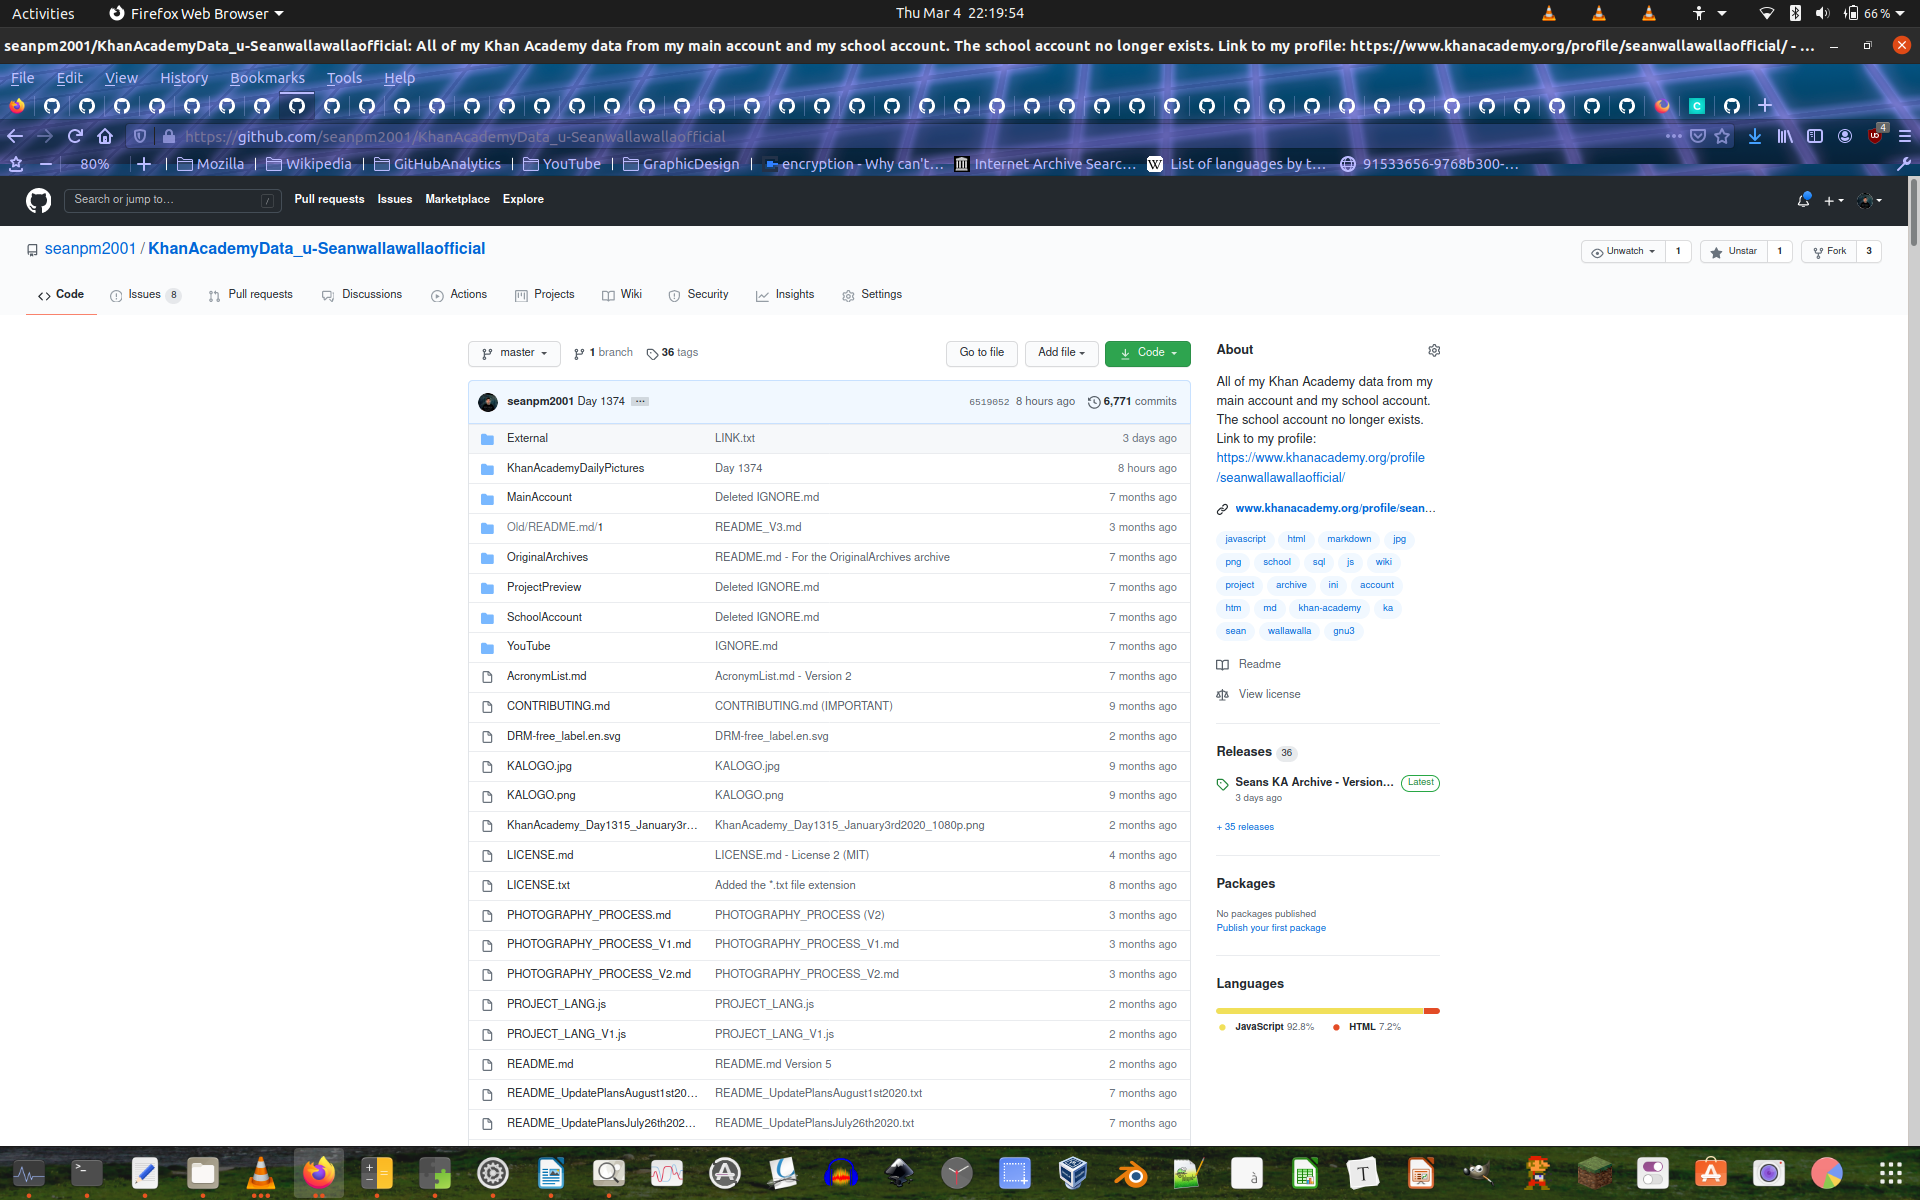 Activities Firefox Web Browser Thu Mar 4 22:19:54 66 %
seanpm2001/KhanAcademyData_u-Seanwallawallaofficial: All of my Khan Academy data from my main account and my school account. The school account no longer exists. Link to my profile: https://www.khanacademy.org/profile/seanwallawallaofficial/ - ...
File Edit View History Bookmarks Tools Help
https://github.com/seanpm2001/KhanAcademyData_u-Seanwallawallaofficial 4
80% Mozilla Wikipedia GitHubAnalytics YouTube GraphicDesign encryption - Why can't... Internet Archive Searc... List of languages by t... 91533656-9768b300-...
Search or jump to... / Pull requests Issues Marketplace Explore
seanpm2001 / KhanAcademyData_u-Seanwallawallaofficial Unwatch 1 Unstar 1 Fork 3
Code Issues 8 Pull requests Discussions Actions Projects Wiki Security Insights Settings
master 1 branch 36 tags Go to file Add file Code
seanpm2001 Day 1374 ... 6519052 8 hours ago 6,771 commits
External LINK.txt 3 days ago
KhanAcademyDailyPictures Day 1374 8 hours ago
MainAccount Deleted IGNORE.md 7 months ago
Old/README.md/1 README_V3.md 3 months ago
OriginalArchives README.md - For the OriginalArchives archive 7 months ago
ProjectPreview Deleted IGNORE.md 7 months ago
SchoolAccount Deleted IGNORE.md 7 months ago
YouTube IGNORE.md 7 months ago
AcronymList.md AcronymList.md - Version 2 7 months ago
CONTRIBUTING.md CONTRIBUTING.md (IMPORTANT) 9 months ago
DRM-free_label.en.svg DRM-free_label.en.svg 2 months ago
KALOGO.jpg KALOGO.jpg 9 months ago
KALOGO.png KALOGO.png 9 months ago
KhanAcademy_Day1315_January3r... KhanAcademy_Day1315_January3rd2020_1080p.png 2 months ago
LICENSE.md LICENSE.md - License 2 (MIT) 4 months ago
LICENSE.txt Added the *.txt file extension 8 months ago
PHOTOGRAPHY_PROCESS.md PHOTOGRAPHY_PROCESS (V2) 3 months ago
PHOTOGRAPHY_PROCESS_V1.md PHOTOGRAPHY_PROCESS_V1.md 3 months ago
PHOTOGRAPHY_PROCESS_V2.md PHOTOGRAPHY_PROCESS_V2.md 3 months ago
PROJECT_LANG.js PROJECT_LANG.js 2 months ago
PROJECT_LANG_V1.js PROJECT_LANG_V1.js 2 months ago
README.md README.md Version 5 2 months ago
README_UpdatePlansAugust1st20... README_UpdatePlansAugust1st2020.txt 7 months ago
README_UpdatePlansJuly26th202... README_UpdatePlansJuly26th2020.txt 7 months ago
About
All of my Khan Academy data from my
main account and my school account.
The school account no longer exists.
Link to my profile:
https://www.khanacademy.org/profile
/seanwallawallaofficial/
www.khanacademy.org/profile/sean...
javascript html markdown jpg
png school sql js wiki
project archive ini account
htm md khan-academy ka
sean wallawalla gnu3
Readme
View license
Releases 36
Seans KA Archive - Version... Latest
3 days ago
+ 35 releases
Packages
No packages published
Publish your first package
Languages
JavaScript 92.8% HTML 7.2%